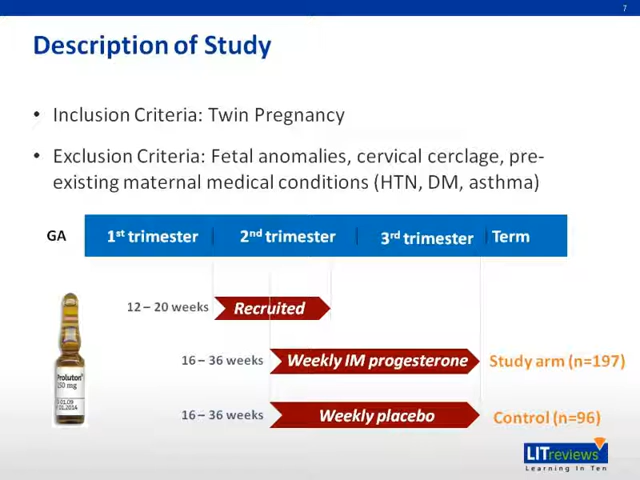 7
Description of Study
• Inclusion Criteria: Twin Pregnancy
• Exclusion Criteria: Fetal anomalies, cervical cerclage, pre-
existing maternal medical conditions (HTN, DM, asthma)
GA 1st trimester 2nd trimester 3rd trimester Term
12 – 20 weeks Recruited
16 – 36 weeks Weekly IM progesterone Study arm (n=197)
16 – 36 weeks Weekly placebo Control (n=96)
Proluton
250 mg
LITreviews
Learning In Ten